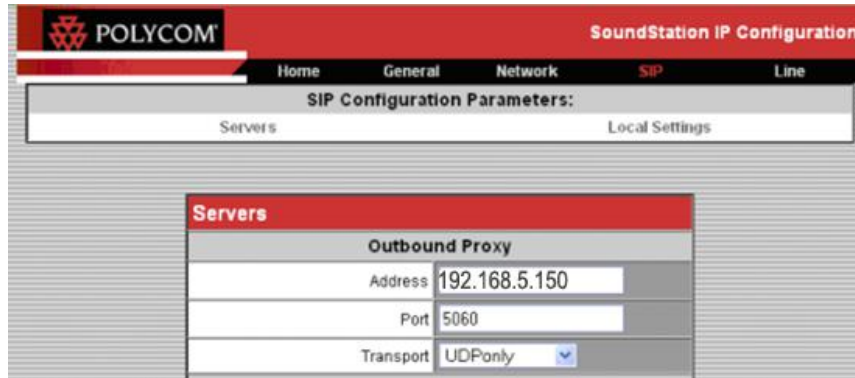 POLYCOM
SoundStation IP Configuration
Home General Network SIP Line
SIP Configuration Parameters:
Servers Local Settings
Servers
Outbound Proxy
Address 192.168.5.150
Port 5060
Transport UDPonly